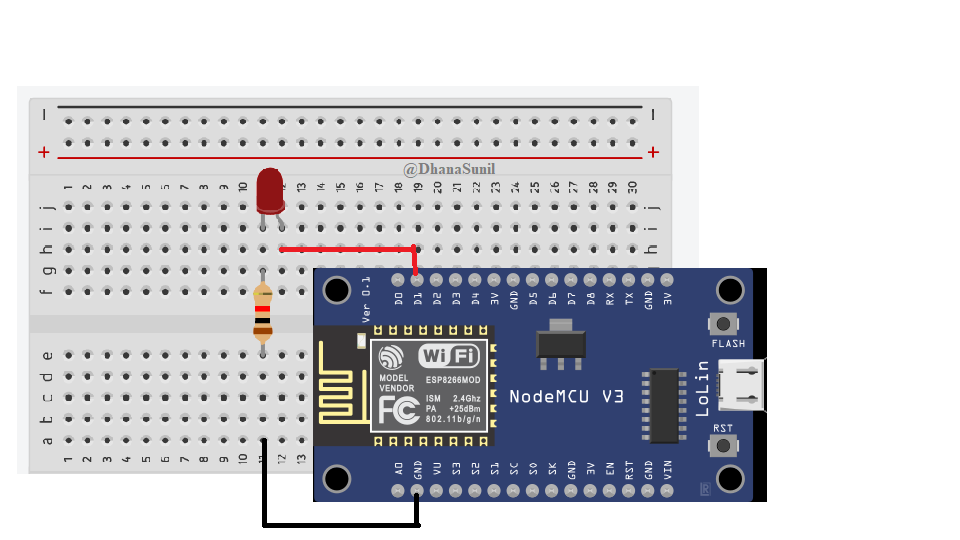 @DhanaSunil
1 2 3 4 5 6 7 8 9 10 12 13 14 15 16 17 18 19 20 21 22 23 24 25 26 27 28 29 30
j j
i i
h h
g
f
Ver 0.1
D0 D1 D2 D3 D4 3V GND D5 D6 D7 D8 RX TX GND 3V
FLASH
e
d
c
b
a
WiFi
MODEL
VENDOR
ESP8266MOD
FC
ISM 2.4Ghz
PA +25dBm
802.11b/g/n
NodeMCU V3
LoLin
RST
1 2 3 4 5 6 7 8 9 10 11 12 13
A0 GND VU S3 S2 S1 SC S0 SK GND 3V EN RST GND VIN